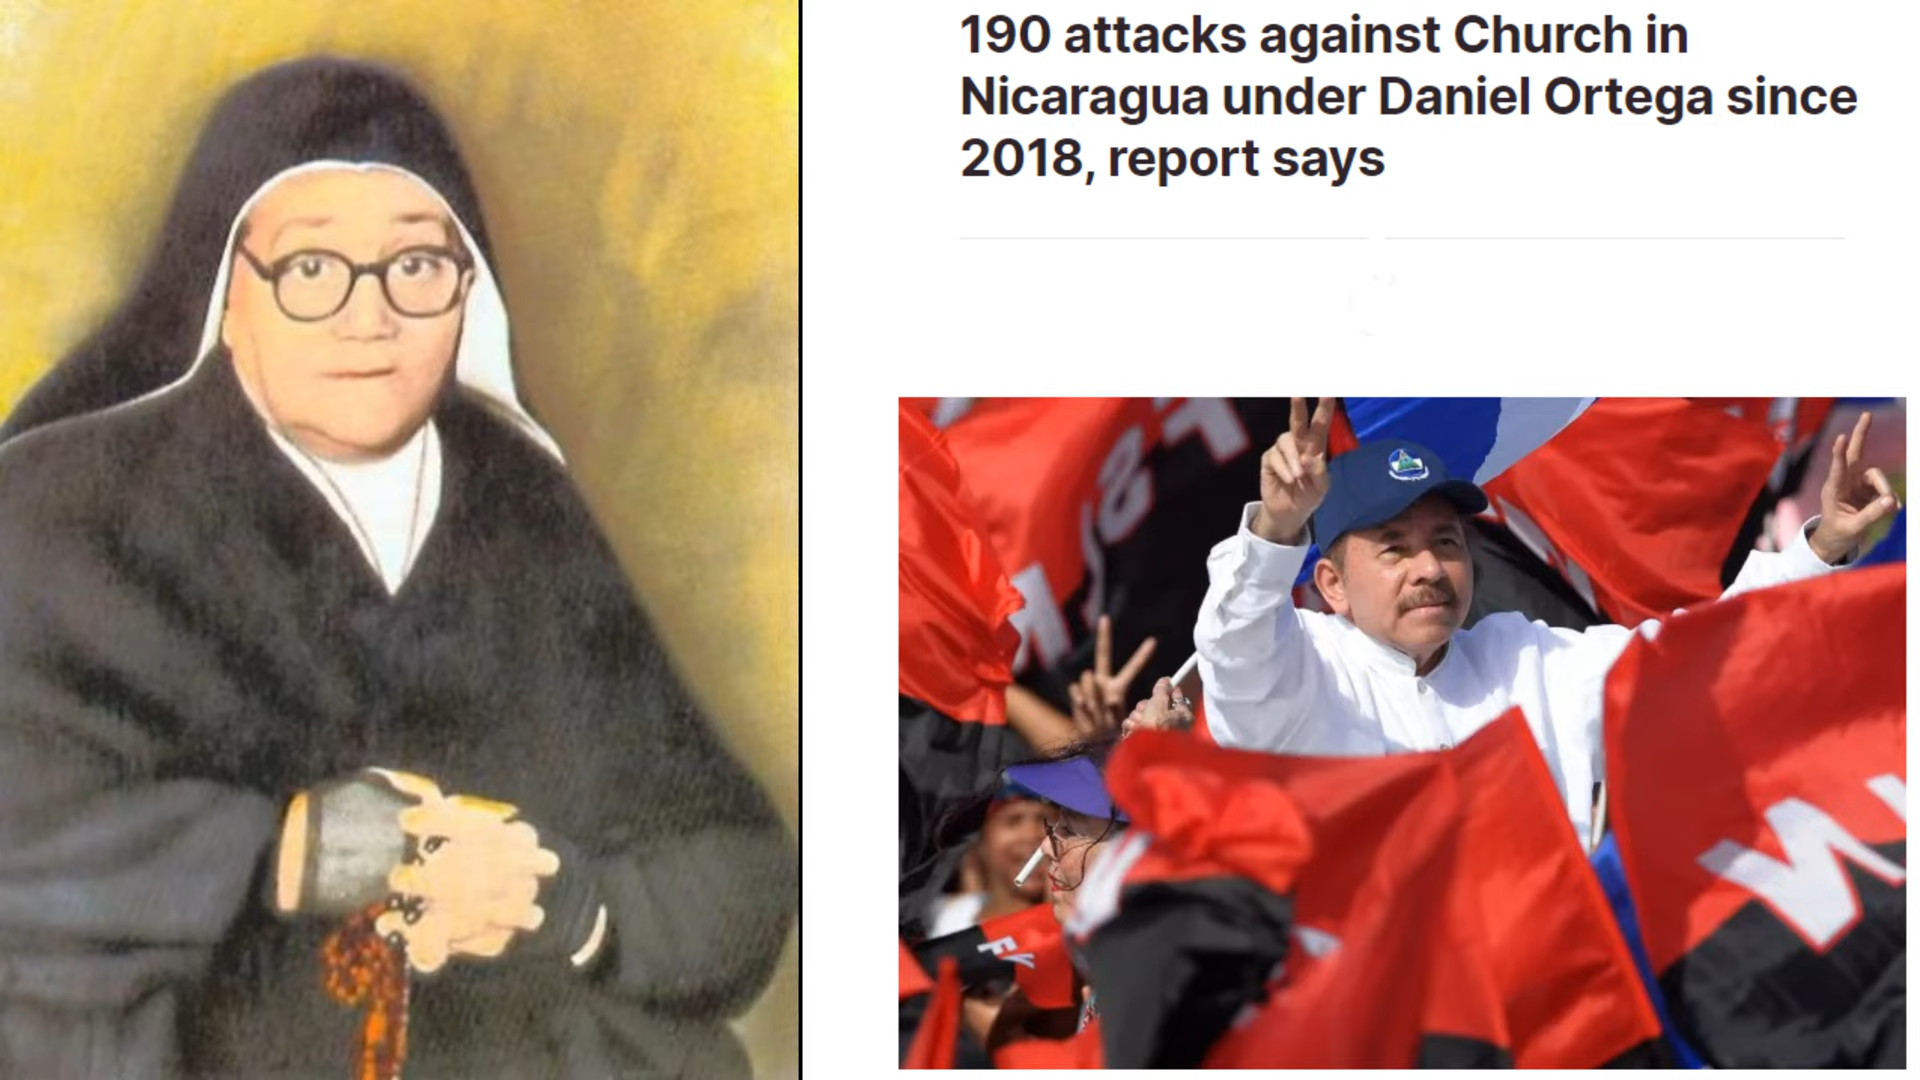 190 attacks against Church in
Nicaragua under Daniel Ortega since
2018, report says